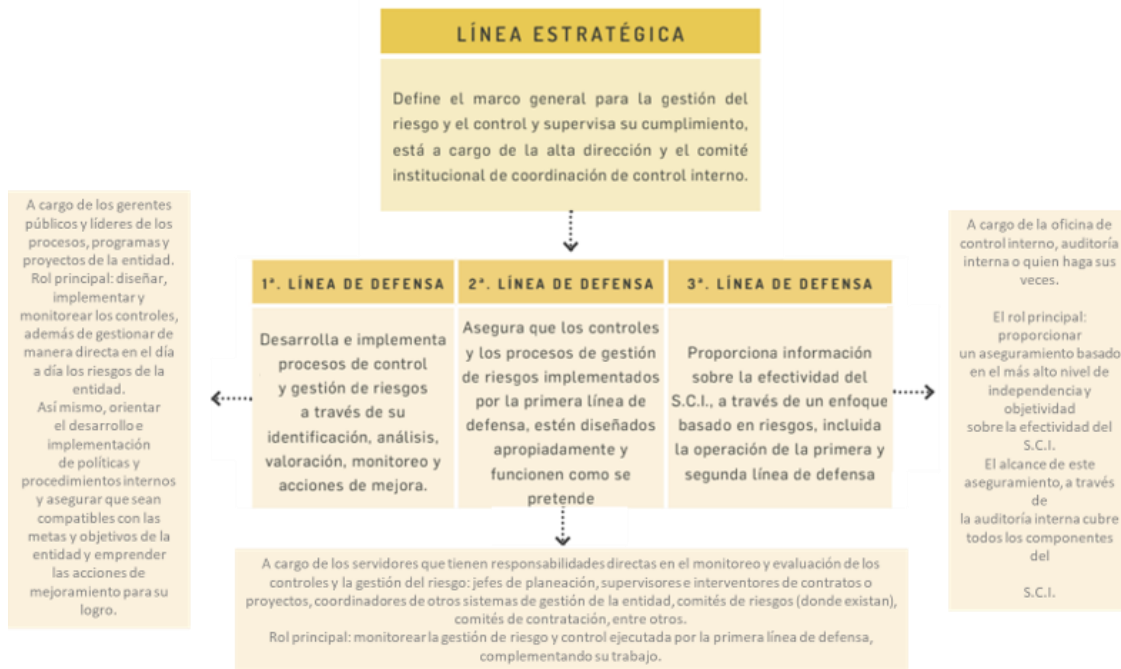 LÍNEA ESTRATÉGICA
Define el marco general para la gestión del
riesgo y el control y supervisa su cumplimiento,
está a cargo de la alta dirección y el comité
institucional de coordinación de control interno.
A cargo de los gerentes
públicos y líderes de los
procesos, programas y
proyectos de la entidad.
Rol principal: diseñar,
implementar y
monitorear los controles,
además de gestionar de
manera directa en el día
a día los riesgos de la
entidad.
Así mismo, orientar
el desarrollo e
implementación
de políticas y
procedimientos internos
y asegurar que sean
compatibles con las
metas y objetivos de la
entidad y emprender
las acciones de
mejoramiento para su
logro.
1ª. LÍNEA DE DEFENSA
Desarrolla e implementa
procesos de control
y gestión de riesgos
a través de su
identificación, análisis,
valoración, monitoreo y
acciones de mejora.
2ª. LÍNEA DE DEFENSA
Asegura que los controles
y los procesos de gestión
de riesgos implementados
por la primera línea de
defensa, estén diseñados
apropiadamente y
funcionen como se
pretende
3ª. LÍNEA DE DEFENSA
Proporciona información
sobre la efectividad del
S.C.I., a través de un enfoque
basado en riesgos, incluida
la operación de la primera y
segunda línea de defensa
A cargo de la oficina de
control interno, auditoría
interna o quien haga sus
veces.
El rol principal:
proporcionar
un aseguramiento basado
en el más alto nivel de
independencia y
objetividad
sobre la efectividad del
S.C.I.
El alcance de este
aseguramiento, a través
de
la auditoría interna cubre
todos los componentes
del
S.C.I.
A cargo de los servidores que tienen responsabilidades directas en el monitoreo y evaluación de los
controles y la gestión del riesgo: jefes de planeación, supervisores e interventores de contratos o
proyectos, coordinadores de otros sistemas de gestión de la entidad, comités de riesgos (donde existan),
comités de contratación, entre otros.
Rol principal: monitorear la gestión de riesgo y control ejecutada por la primera línea de defensa,
complementando su trabajo.